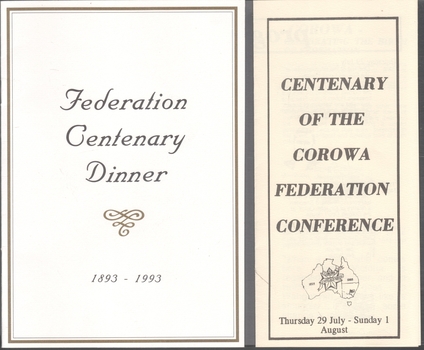 Federation
Centenary
Dinner
1893 - 1993
CENTENARY
OF THE
COROWA
FEDERATION
CONFERENCE
Thursday 29 July - Sunday 1
August